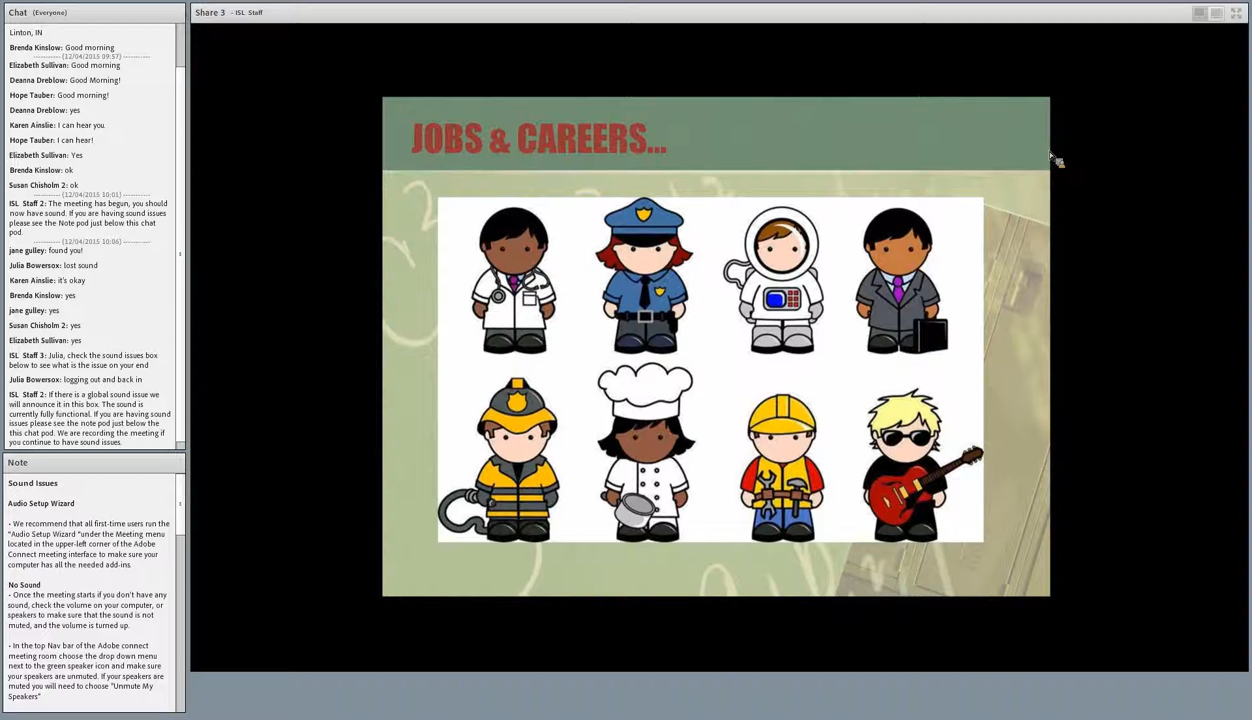 Chat (Everyone)
Linton, IN
Brenda Kinslow: Good morning
----------- (12/04/2015 09:57) -----------
Elizabeth Sullivan: Good morning
Deanna Dreblow: Good Morning!
Hope Tauber: Good morning!
Deanna Dreblow: yes
Karen Ainslie: I can hear you.
Hope Tauber: I can hear!
Elizabeth Sullivan: Yes
Brenda Kinslow: ok
Susan Chisholm 2: ok
----------- (12/04/2015 10:01) -----------
ISL Staff 2: The meeting has begun, you should
now have sound. If you are having sound issues
please see the Note pod just below this chat
pod.
----------- (12/04/2015 10:06) -----------
jane gulley: found you!
Julia Bowersox: lost sound
Karen Ainslie: it's okay
Brenda Kinslow: yes
jane gulley: yes
Susan Chisholm 2: yes
Elizabeth Sullivan: yes
ISL Staff 3: Julia, check the sound issues box
below to see what is the issue on your end
Julia Bowersox: logging out and back in
ISL Staff 2: If there is a global sound issue we
will announce it in this box. The sound is
currently fully functional. If you are having sound
issues please see the note pod just below the
this chat pod. We are recording the meeting if
you continue to have sound issues.
Note
Sound Issues
Audio Setup Wizard
• We recommend that all first-time users run the
"Audio Setup Wizard "under the Meeting menu
located in the upper-left corner of the Adobe
Connect meeting interface to make sure your
computer has all the needed add-ins.
No Sound
• Once the meeting starts if you don't have any
sound, check the volume on your computer, or
speakers to make sure that the sound is not
muted, and the volume is turned up.
• In the top Nav bar of the Adobe connect
meeting room choose the drop down menu
next to the green speaker icon and make sure
your speakers are unmuted. If your speakers are
muted you will need to choose "Unmute My
Speakers"
Share 3 - ISL Staff
JOBS & CAREERS...